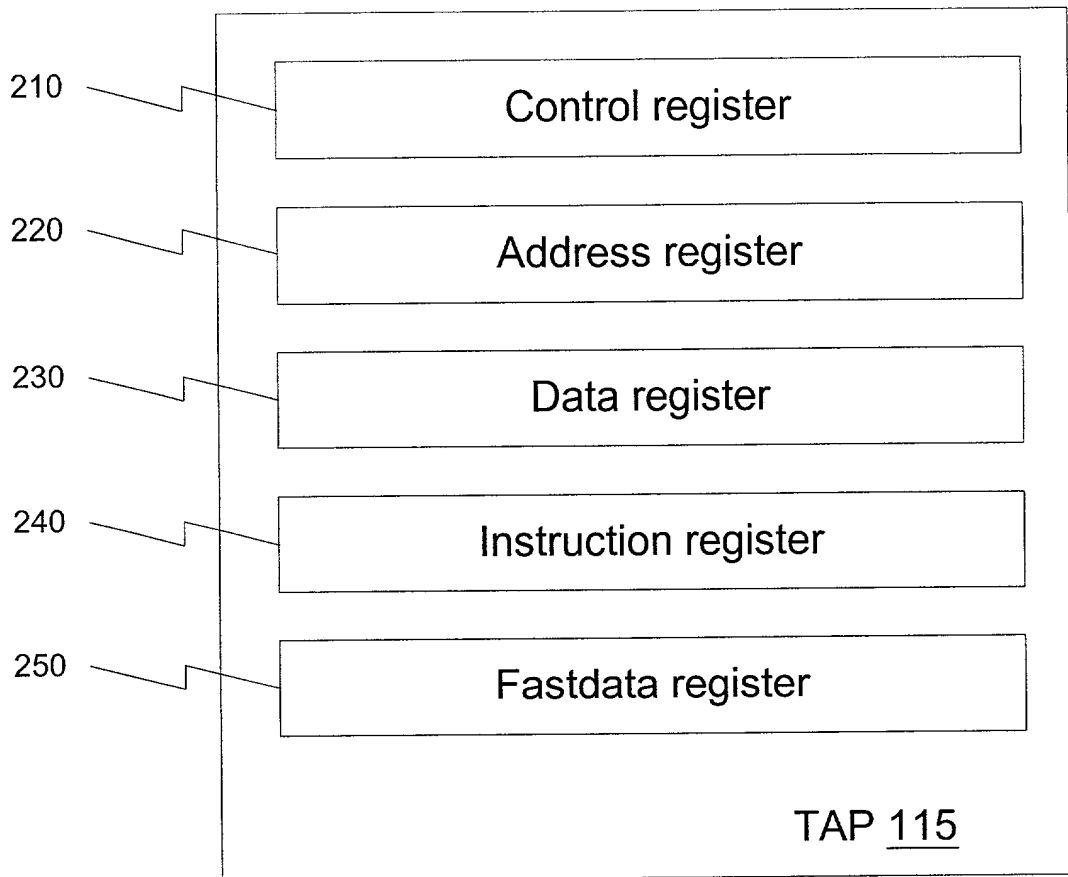 210
Control register
220
Address register
230
Data register
240
Instruction register
250
Fastdata register
TAP 115